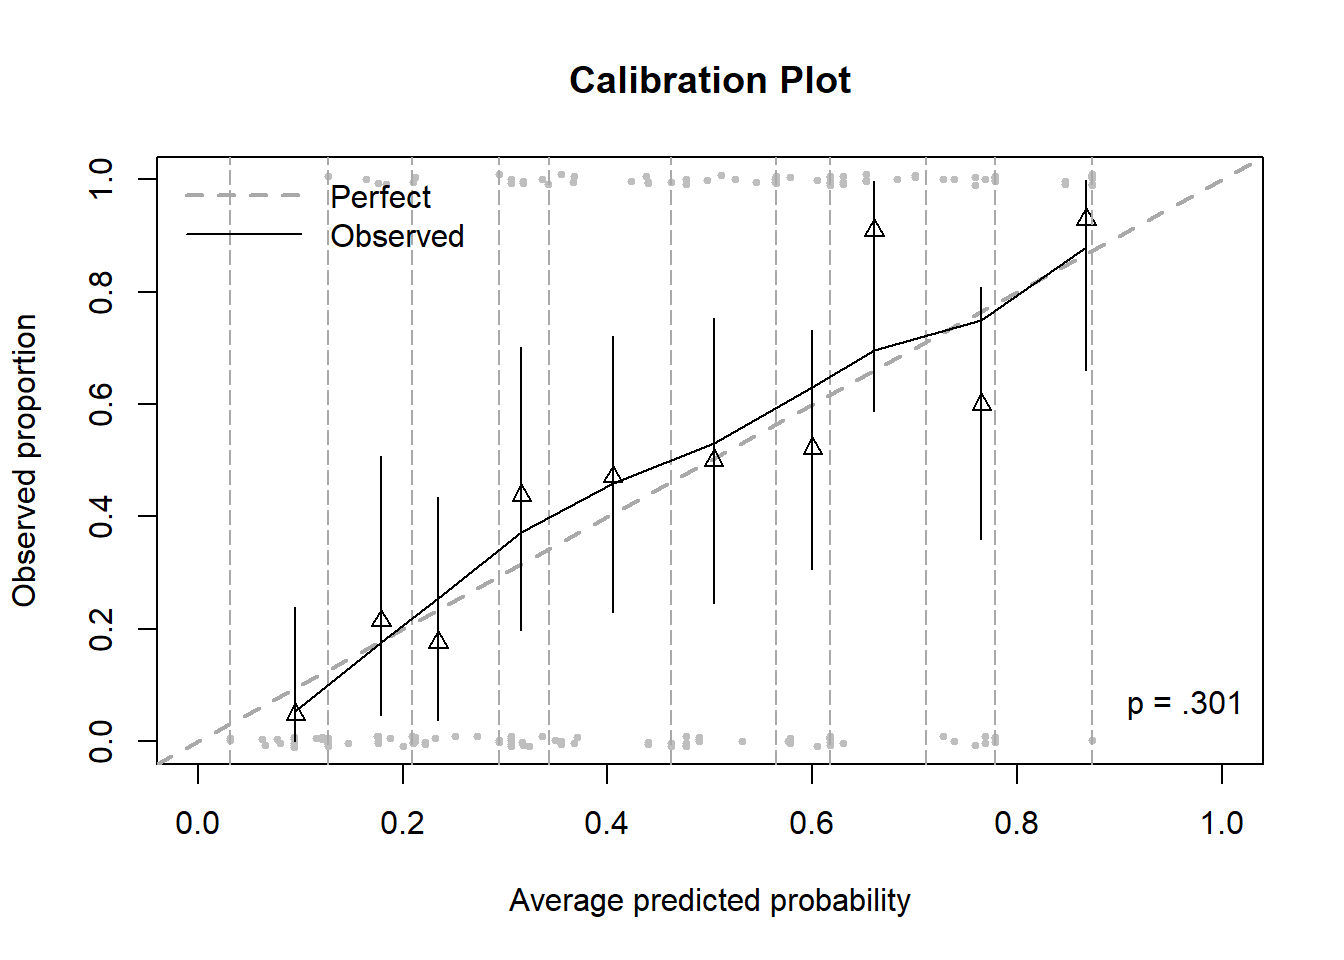 Calibration Plot
Perfect
Observed
p = .301
Observed proportion
1.0
0.8
0.6
0.4
0.2
0.0
0.0 0.2 0.4 0.6 0.8 1.0
Average predicted probability